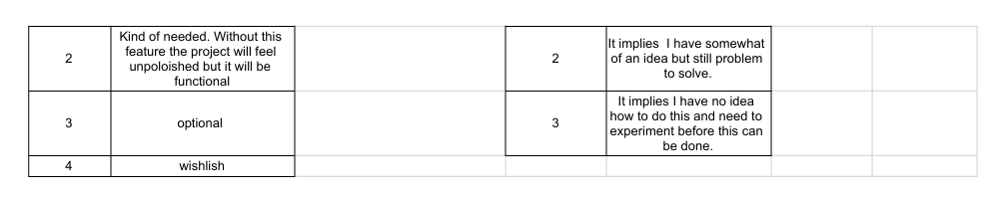 2
Kind of needed. Without this
feature the project will feel
unpoloished but it will be
functional
2
It implies  I have somewhat
of an idea but still problem
to solve.
3
optional
3
It implies I have no idea
how to do this and need to
experiment before this can
be done.
4
wishlish